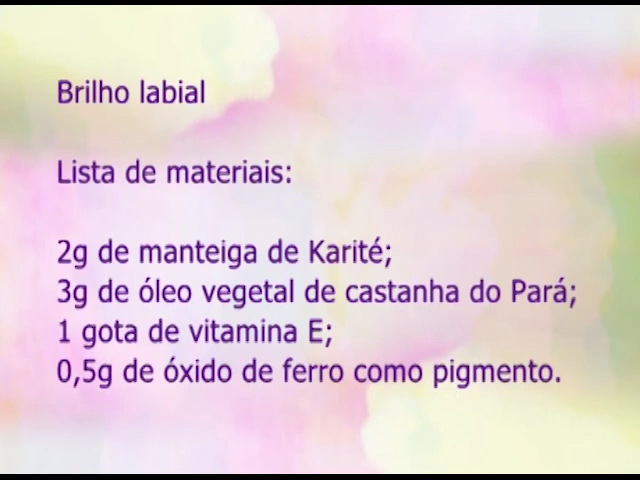 Brilho labial
Lista de materiais:
2g de manteiga de Karité;
3g de óleo vegetal de castanha do Pará;
1 gota de vitamina E;
0,5g de óxido de ferro como pigmento.